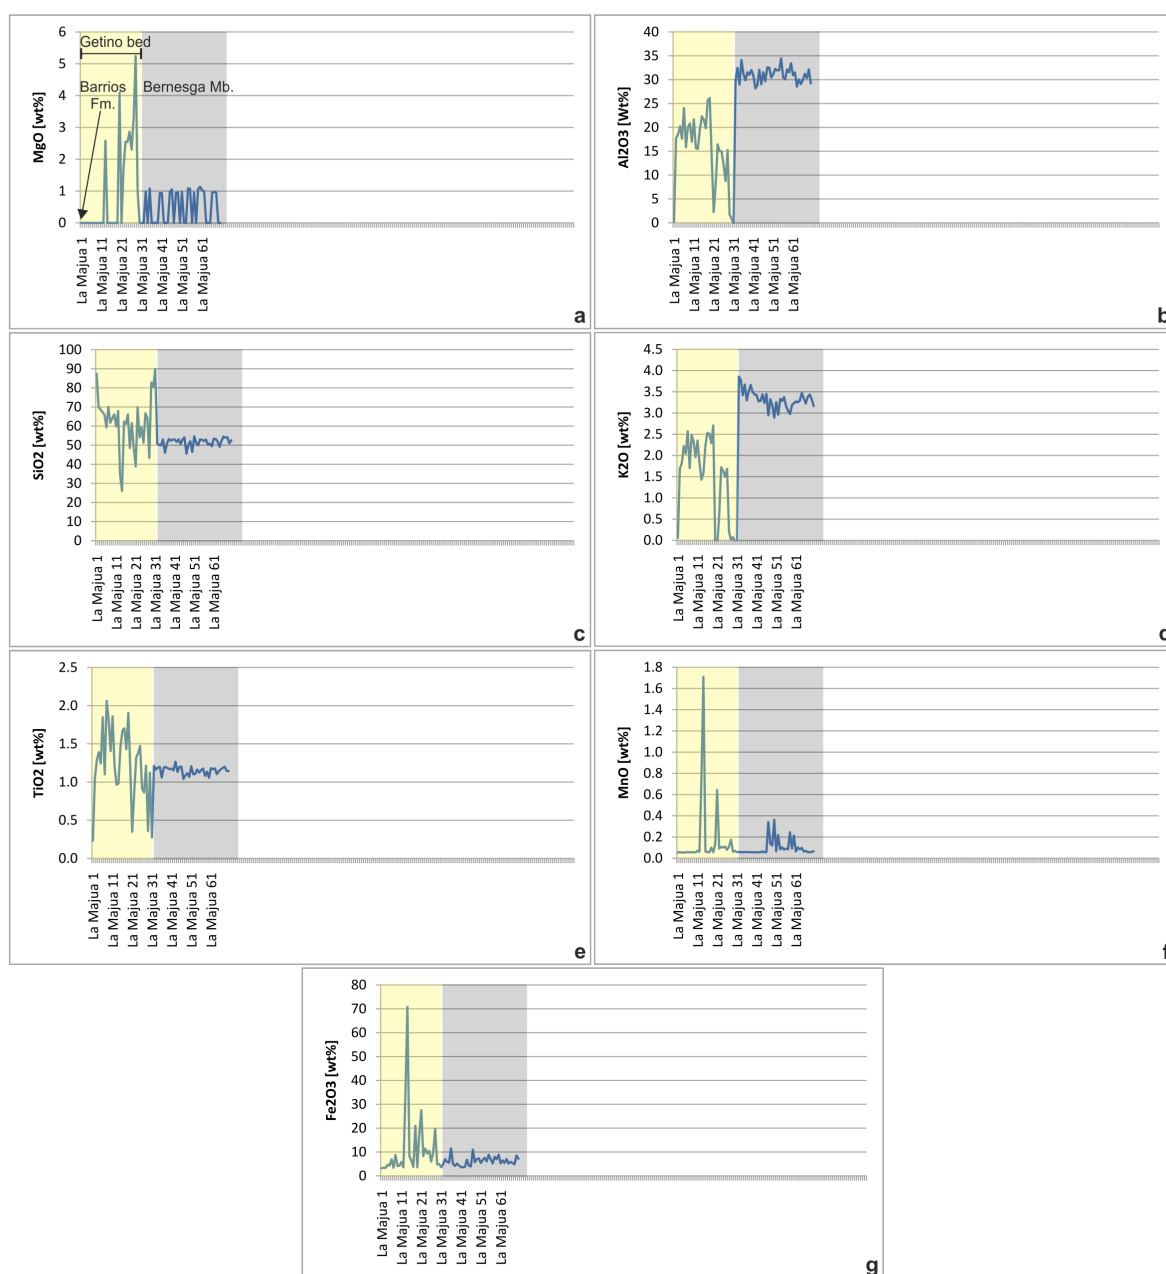 MgO [wt%]
6
5
4
3
2
1
0
Getino bed
Barrios
Fm.
Bernesga Mb.
La Majua 1
La Majua 11
La Majua 21
La Majua 31
La Majua 41
La Majua 51
La Majua 61
a
Al2O3 [Wt%]
40
35
30
25
20
15
10
5
0
La Majua 1
La Majua 11
La Majua 21
La Majua 31
La Majua 41
La Majua 51
La Majua 61
b
SiO2 [wt%]
100
90
80
70
60
50
40
30
20
10
0
La Majua 1
La Majua 11
La Majua 21
La Majua 31
La Majua 41
La Majua 51
La Majua 61
c
K2O [wt%]
4.5
4.0
3.5
3.0
2.5
2.0
1.5
1.0
0.5
0.0
La Majua 1
La Majua 11
La Majua 21
La Majua 31
La Majua 41
La Majua 51
La Majua 61
d
TiO2 [wt%]
2.5
2.0
1.5
1.0
0.5
0.0
La Majua 1
La Majua 11
La Majua 21
La Majua 31
La Majua 41
La Majua 51
La Majua 61
e
MnO [wt%]
1.8
1.6
1.4
1.2
1.0
0.8
0.6
0.4
0.2
0.0
La Majua 1
La Majua 11
La Majua 21
La Majua 31
La Majua 41
La Majua 51
La Majua 61
f
Fe2O3 [wt%]
80
70
60
50
40
30
20
10
0
La Majua 1
La Majua 11
La Majua 21
La Majua 31
La Majua 41
La Majua 51
La Majua 61
g